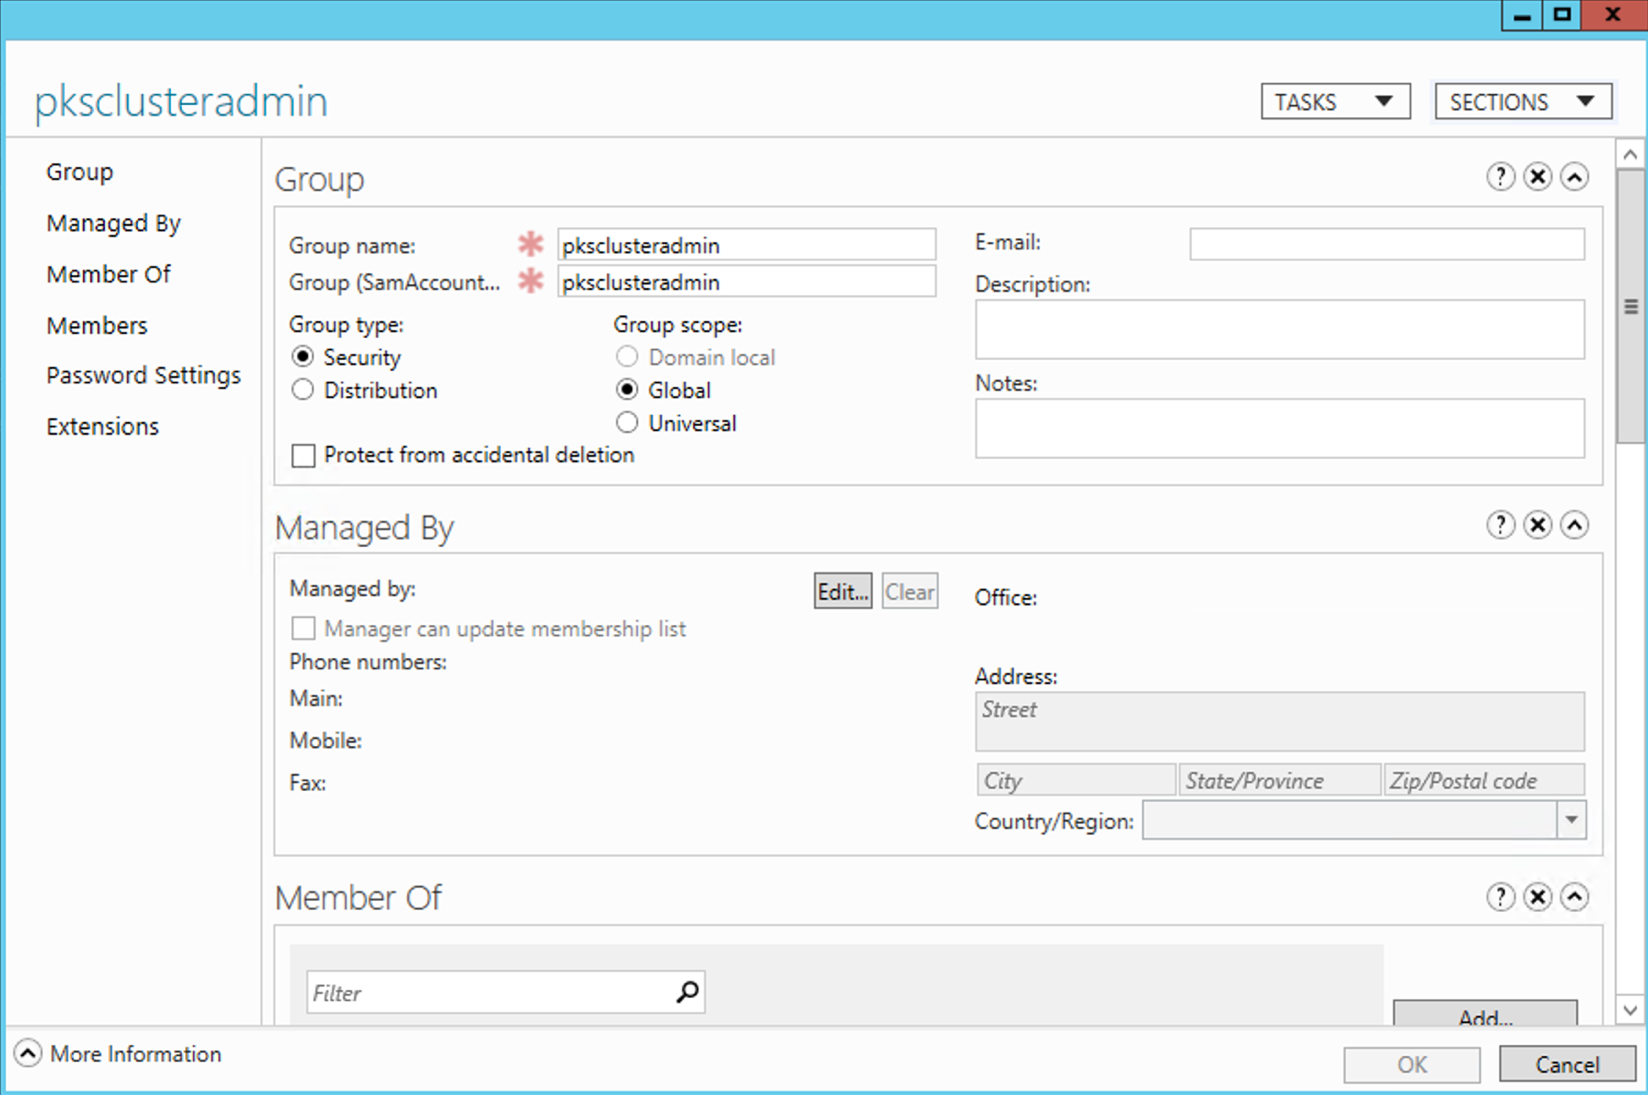 pksclusteradmin
TASKS
SECTIONS
Group
Managed By
Member Of
Members
Password Settings
Extensions
Group
Group name:
pksclusteradmin
Group (SamAccount...
pksclusteradmin
Group type:
Group scope:
Security
Domain local
Distribution
Global
Universal
Protect from accidental deletion
E-mail:
Description:
Notes:
Managed By
Managed by:
Edit...
Clear
Manager can update membership list
Phone numbers:
Main:
Mobile:
Fax:
Office:
Address:
Street
City
State/Province
Zip/Postal code
Country/Region:
Member Of
Filter
Add...
More Information
OK
Cancel